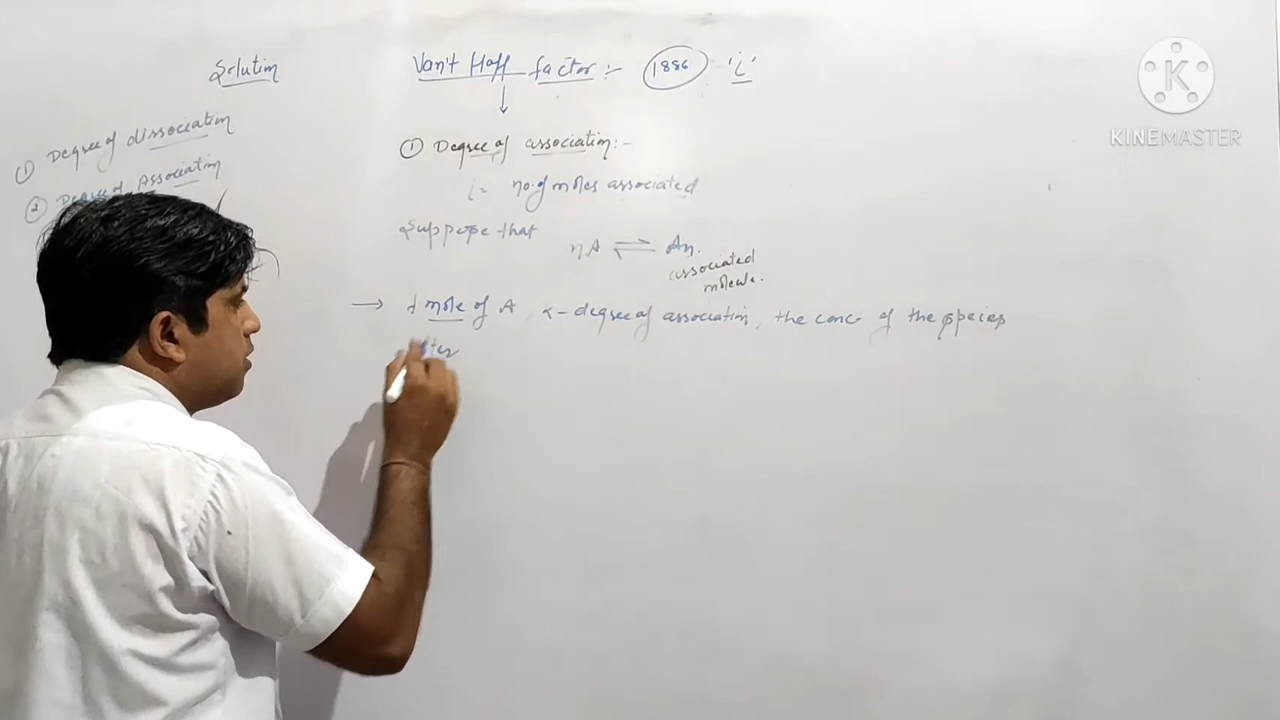 Solution
Van't Hoff factor :- 1886 'i'
① Degree of dissociation
② Degree of Association
① Degree of association:-
i = no. of moles associated
Suppose that
nA ⇌ An.
associated
molecule.
→ 1 mole of A, α - degree of association, the conc of the species
K
KINEMASTER